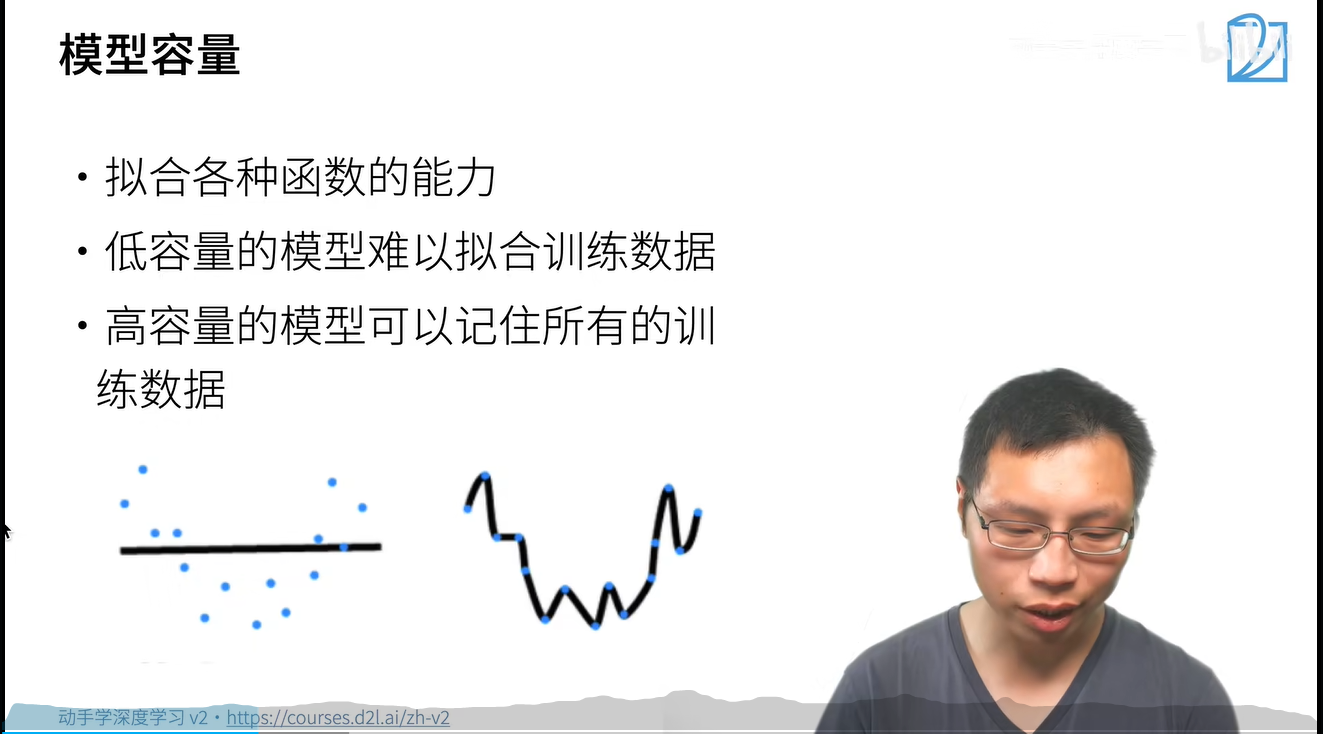 模型容量
bilibili
• 拟合各种函数的能力
• 低容量的模型难以拟合训练数据
• 高容量的模型可以记住所有的训
练数据
动手学深度学习 v2 • https://courses.d2l.ai/zh-v2